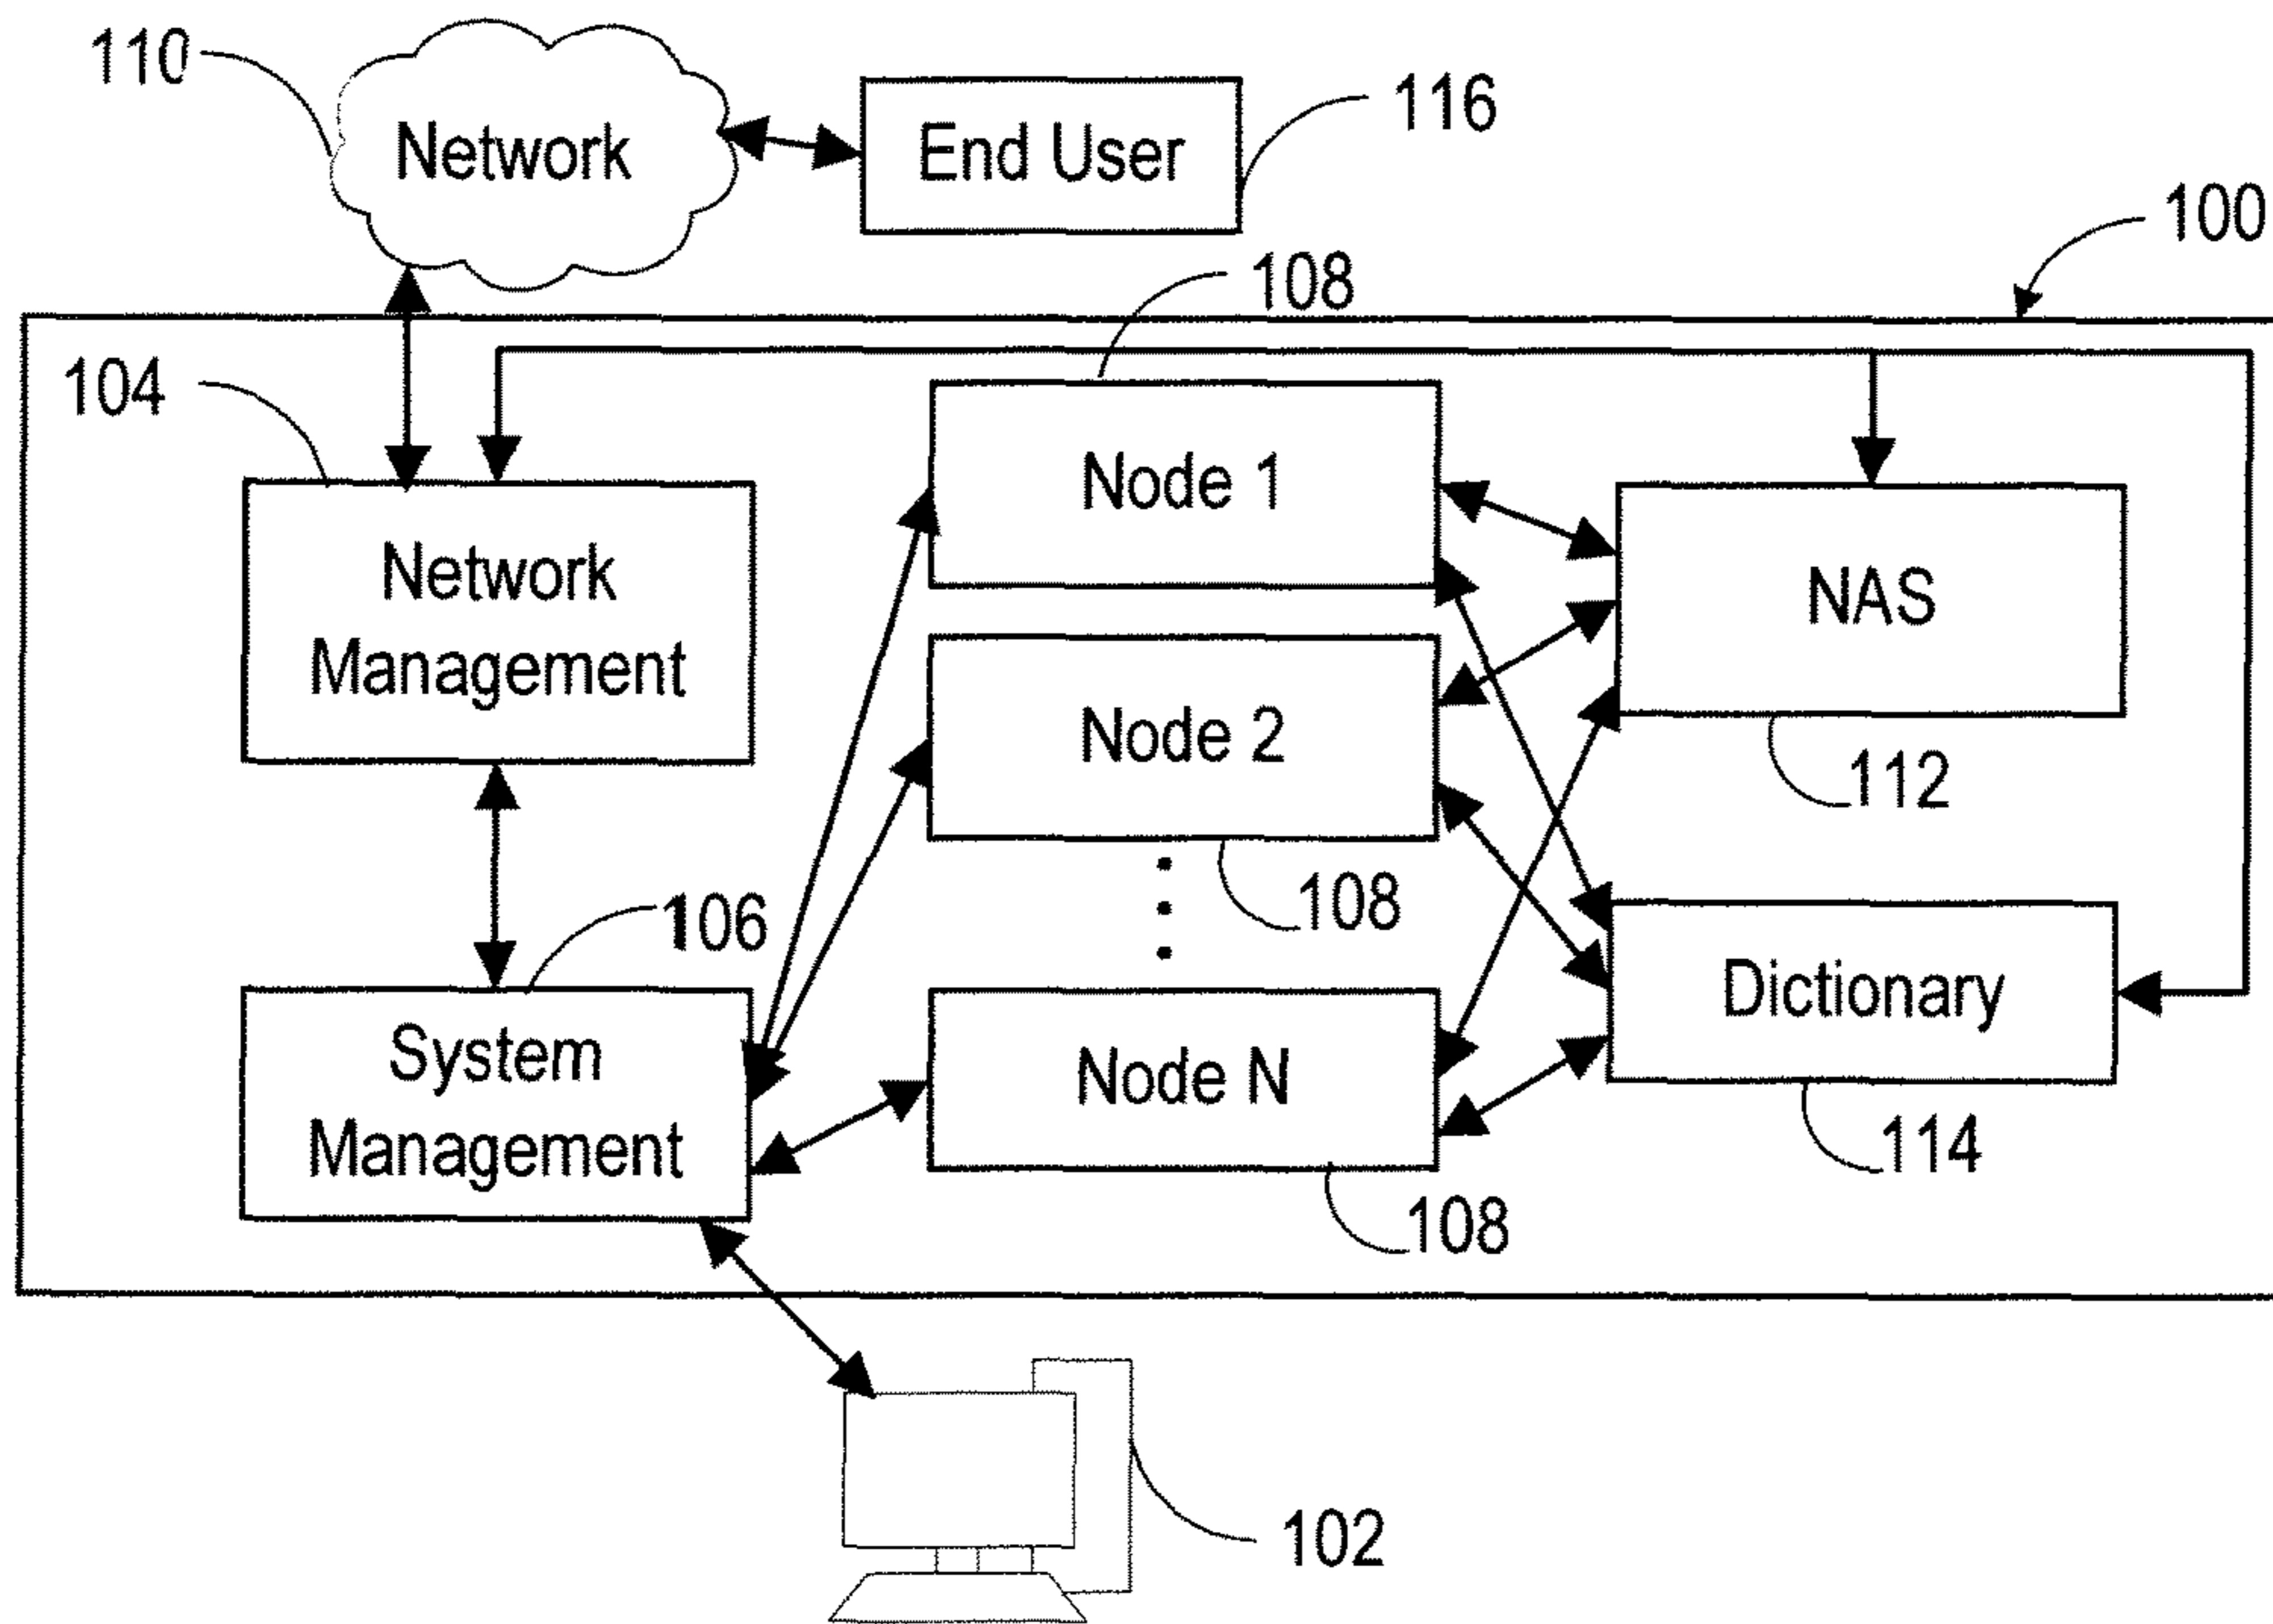 110
Network
End User
116
100
108
104
Node 1
Network
Management
NAS
Node 2
112
108
106
Dictionary
System
Management
Node N
114
108
102